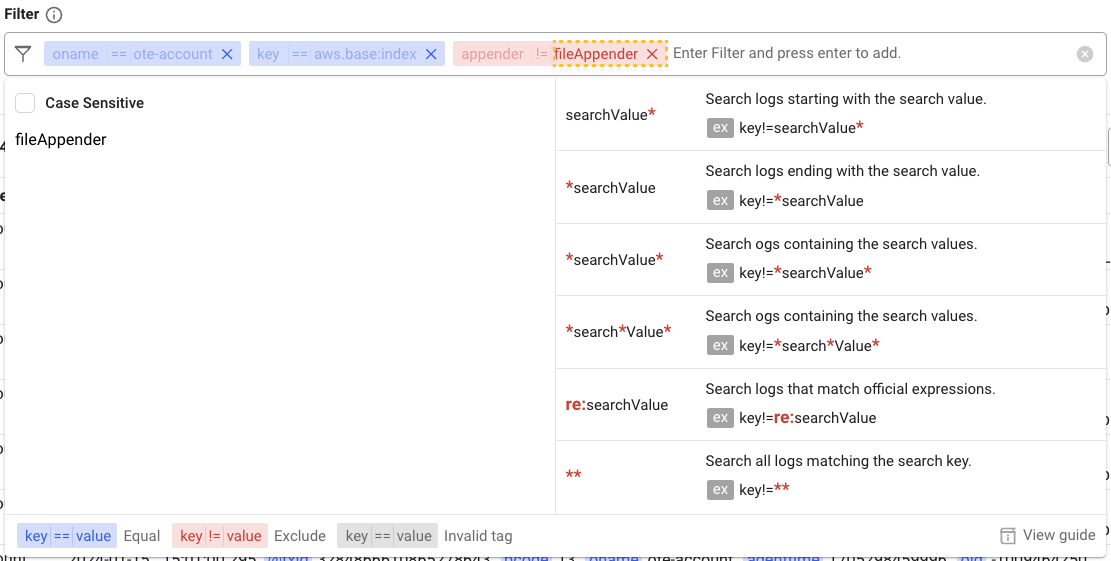 Filter
oname == ote-account key == aws.base:index appender != fileAppender Enter Filter and press enter to add.
Case Sensitive
fileAppender
searchValue*
Search logs starting with the search value.
ex key!=searchValue*
*searchValue
Search logs ending with the search value.
ex key!=*searchValue
*searchValue*
Search ogs containing the search values.
ex key!=*searchValue*
*search*Value*
Search ogs containing the search values.
ex key!=*search*Value*
re:searchValue
Search logs that match official expressions.
ex key!=re:searchValue
**
Search all logs matching the search key.
ex key!=**
key == value Equal key != value Exclude key == value Invalid tag View guide